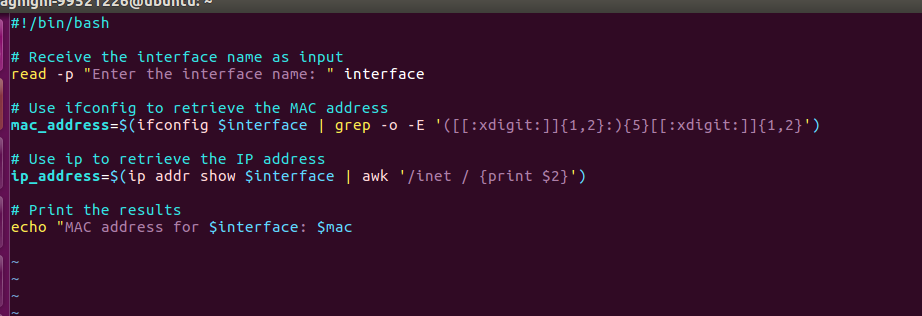 #!/bin/bash
# Receive the interface name as input
read -p "Enter the interface name: " interface
# Use ifconfig to retrieve the MAC address
mac_address=$(ifconfig $interface | grep -o -E '([[:xdigit:]]{1,2}:){5}[[:xdigit:]]{1,2}')
# Use ip to retrieve the IP address
ip_address=$(ip addr show $interface | awk '/inet / {print $2}')
# Print the results
echo "MAC address for $interface: $mac
~
~
~
~